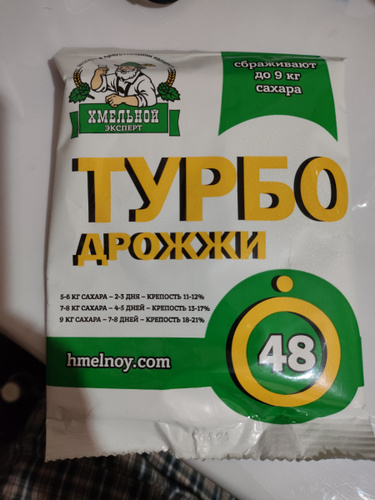 сбраживают
до 9 кг
сахара
ХМЕЛЬНОЙ
ЭКСПЕРТ
ТУРБО
ДРОЖЖИ
5-6 КГ САХАРА – 2-3 ДНЯ – КРЕПОСТЬ 11-12%
7-8 КГ САХАРА – 4-5 ДНЕЙ – КРЕПОСТЬ 13-17%
9 КГ САХАРА – 7-8 ДНЕЙ – КРЕПОСТЬ 18-21%
48
hmelnoy.com